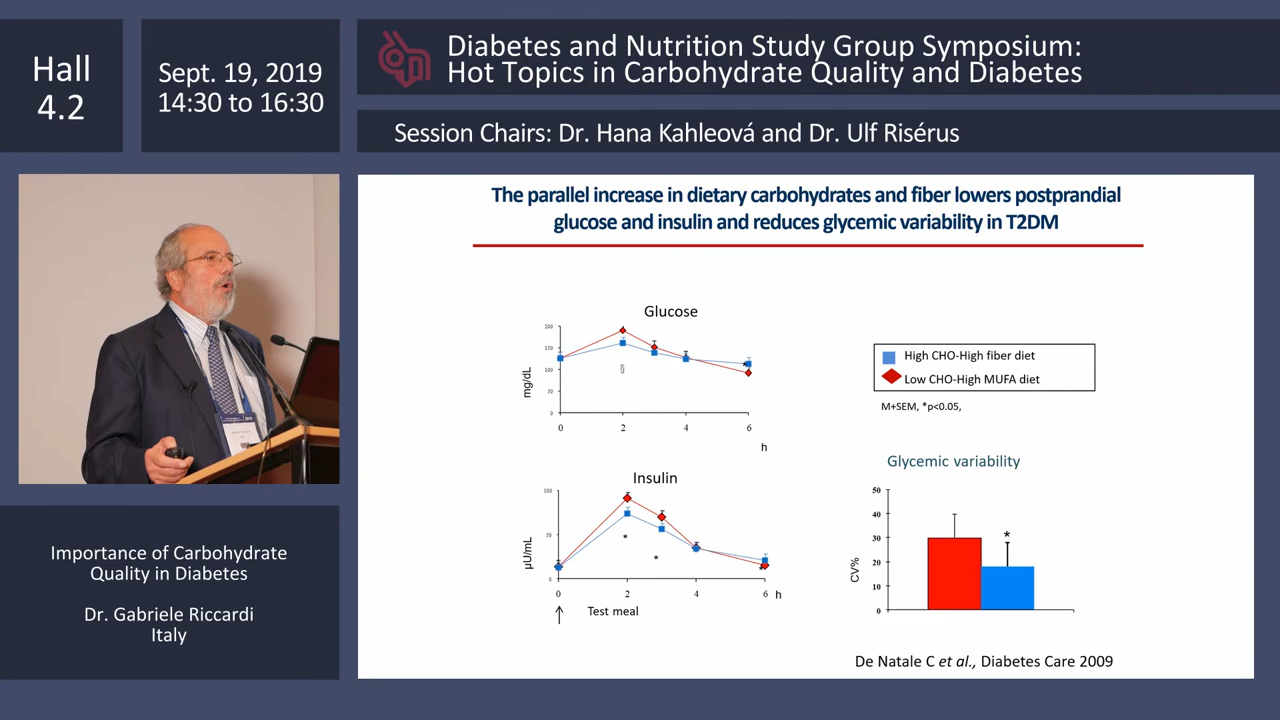 Hall
4.2
Sept. 19, 2019
14:30 to 16:30
Diabetes and Nutrition Study Group Symposium:
Hot Topics in Carbohydrate Quality and Diabetes
Session Chairs: Dr. Hana Kahleová and Dr. Ulf Risérus
The parallel increase in dietary carbohydrates and fiber lowers postprandial
glucose and insulin and reduces glycemic variability in T2DM
Glucose
200
150
100
50
0
mg/dL
§
*
0 2 4 6
h
High CHO-High fiber diet
Low CHO-High MUFA diet
M+SEM, *p<0.05,
Insulin
100
50
0
µU/mL
*
*
*
0 2 4 6 h
Test meal
Glycemic variability
50
40
30
20
10
0
CV%
*
De Natale C et al., Diabetes Care 2009
Importance of Carbohydrate
Quality in Diabetes
Dr. Gabriele Riccardi
Italy